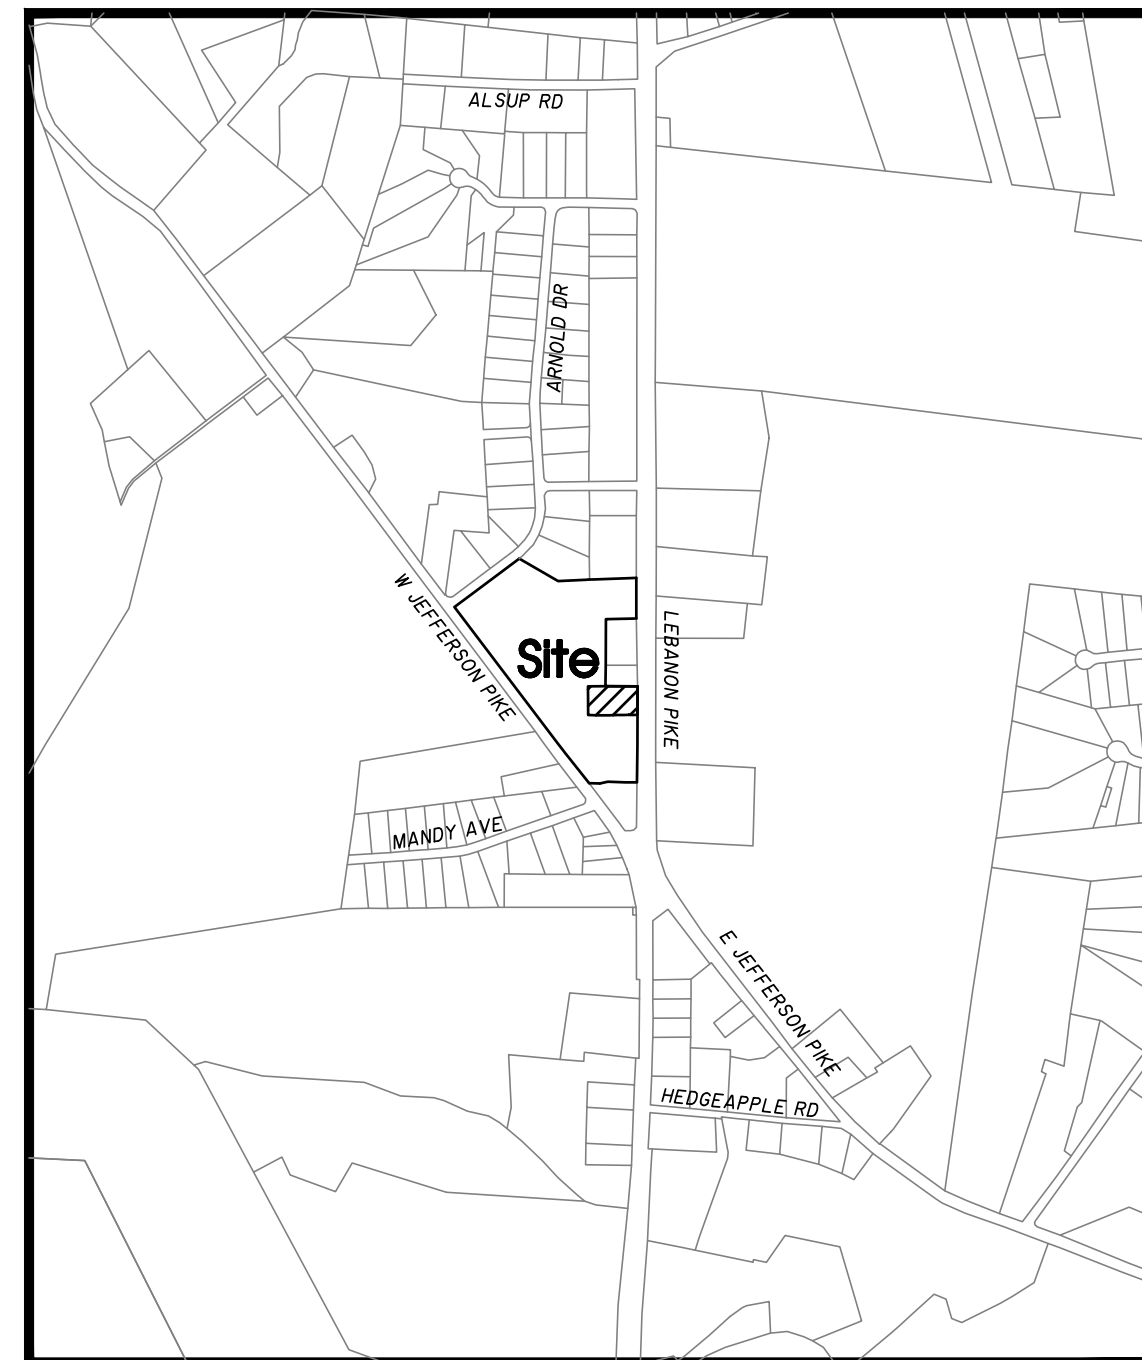 ALSUP RD
ARNOLD DR
W JEFFERSON PIKE
Site
LEBANON PIKE
MANDY AVE
E JEFFERSON PIKE
HEDGEAPPLE RD